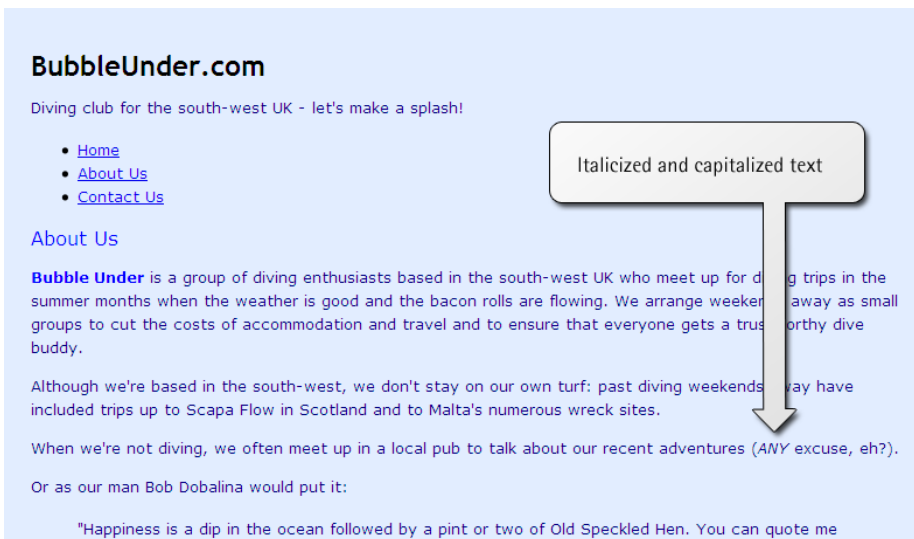 BubbleUnder.com
Diving club for the south-west UK - let's make a splash!
Home
About Us
Contact Us
Italicized and capitalized text
About Us
Bubble Under is a group of diving enthusiasts based in the south-west UK who meet up for d g trips in the
summer months when the weather is good and the bacon rolls are flowing. We arrange weeken away as small
groups to cut the costs of accommodation and travel and to ensure that everyone gets a trus orthy dive
buddy.
Although we're based in the south-west, we don't stay on our own turf: past diving weekends way have
included trips up to Scapa Flow in Scotland and to Malta's numerous wreck sites.
When we're not diving, we often meet up in a local pub to talk about our recent adventures (ANY excuse, eh?).
Or as our man Bob Dobalina would put it:
"Happiness is a dip in the ocean followed by a pint or two of Old Speckled Hen. You can quote me